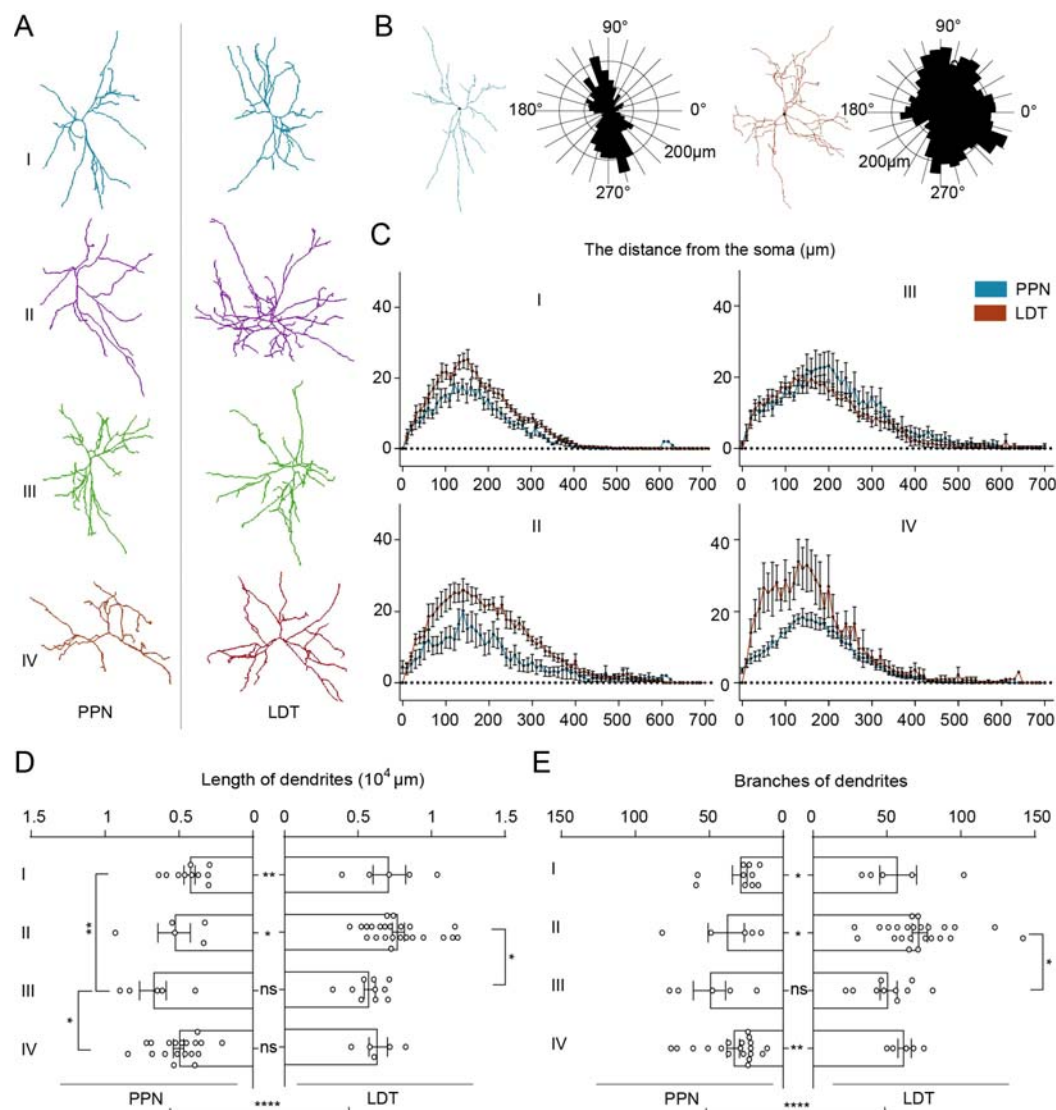 A
B
I
II
III
IV
PPN
LDT
90°
180°
0°
200µm
270°
90°
180°
0°
200µm
270°
C
The distance from the soma (µm)
I
40
20
0
0 100 200 300 400 500 600 700
III
PPN
LDT
40
20
0
0 100 200 300 400 500 600 700
II
40
20
0
0 100 200 300 400 500 600 700
IV
40
20
0
0 100 200 300 400 500 600 700
D
Length of dendrites (10⁴ µm)
1.5 1 0.5 0 0 0.5 1 1.5
I
**
II
*
III
ns
IV
ns
**
*
*
PPN
****
LDT
E
Branches of dendrites
150 100 50 0 0 50 100 150
I
*
II
*
III
ns
IV
**
*
PPN
****
LDT